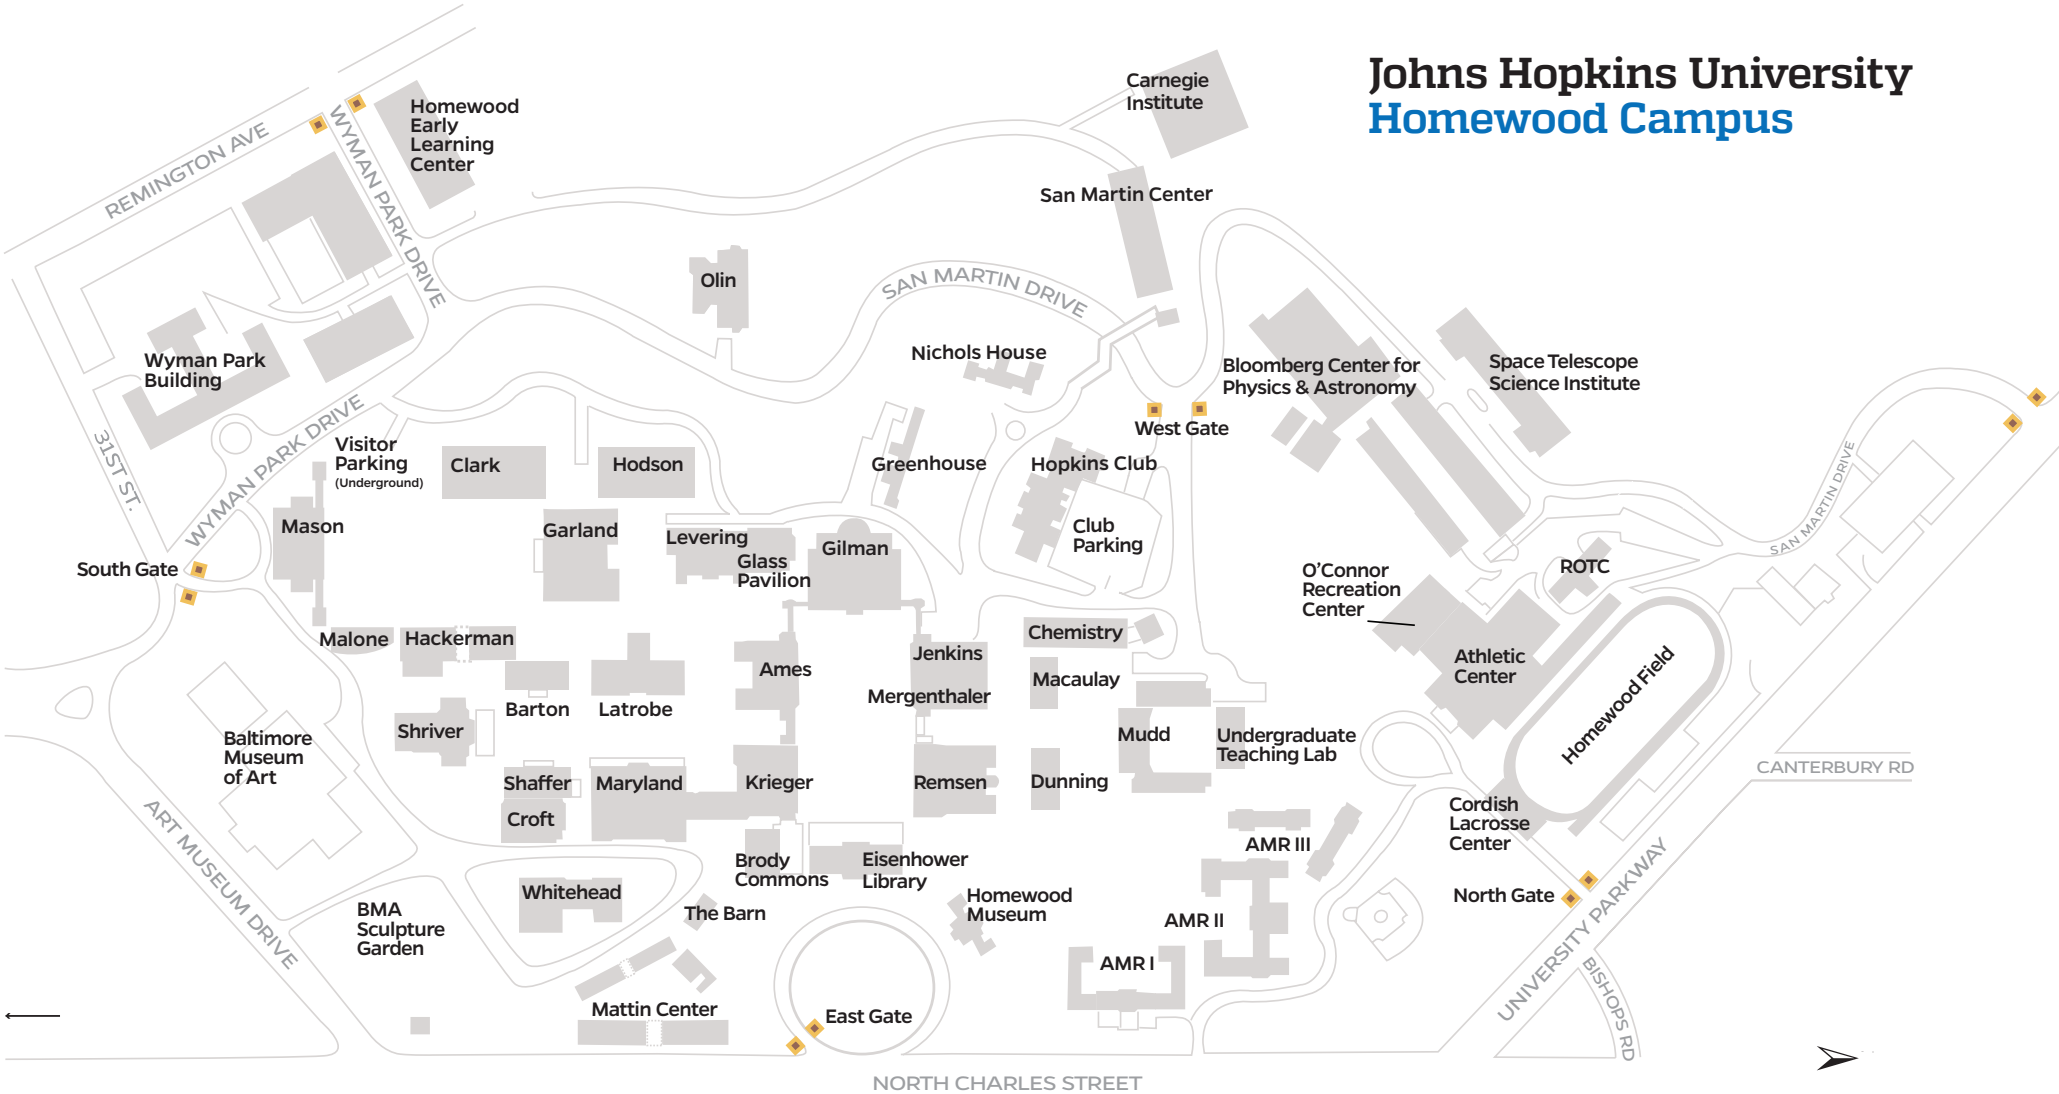 Johns Hopkins University
Homewood Campus
Carnegie
Institute
Homewood
Early
Learning
Center
REMINGTON AVE
WYMAN PARK DRIVE
San Martin Center
Olin
SAN MARTIN DRIVE
Nichols House
Wyman Park
Building
Bloomberg Center for
Physics & Astronomy
Space Telescope
Science Institute
31ST ST.
WYMAN PARK DRIVE
Visitor
Parking
(Underground)
Clark
Hodson
Greenhouse
Hopkins Club
West Gate
SAN MARTIN DRIVE
Mason
Garland
Levering
Glass
Pavilion
Gilman
Club
Parking
South Gate
O'Connor
Recreation
Center
ROTC
Malone
Hackerman
Ames
Jenkins
Chemistry
Athletic
Center
Homewood Field
Mergenthaler
Macaulay
Barton
Latrobe
Shriver
Baltimore
Museum
of Art
Mudd
Undergraduate
Teaching Lab
CANTERBURY RD
Shaffer
Maryland
Krieger
Remsen
Dunning
Croft
Cordish
Lacrosse
Center
ART MUSEUM DRIVE
AMR III
Brody
Commons
Eisenhower
Library
Whitehead
The Barn
Homewood
Museum
North Gate
UNIVERSITY PARKWAY
BMA
Sculpture
Garden
AMR II
AMR I
BISHOPS RD
Mattin Center
East Gate
NORTH CHARLES STREET